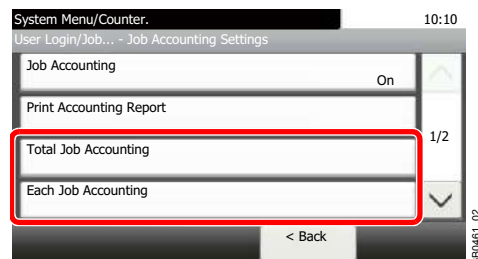 System Menu/Counter.
10:10
User Login/Job... - Job Accounting Settings
Job Accounting
On
Print Accounting Report
1/2
Total Job Accounting
Each Job Accounting
< Back
B0461_02